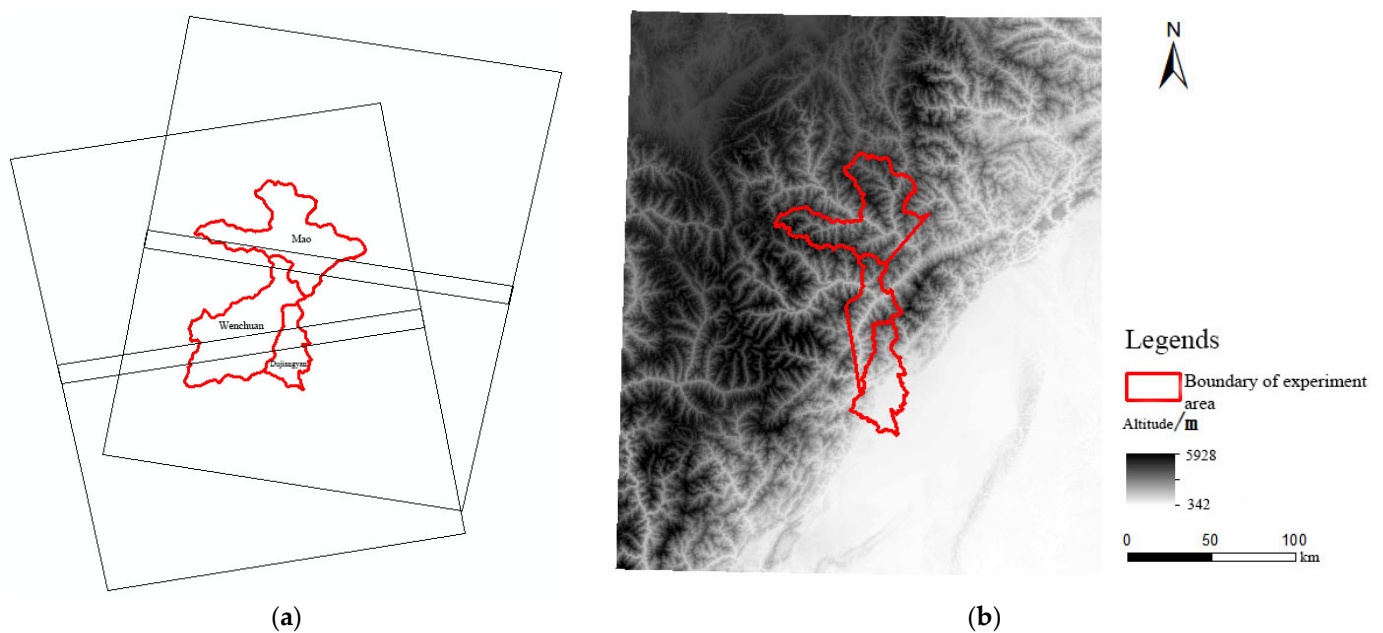 Mao
Wenchuan
Dujiangyan
N
Legends
Boundary of experiment
area
Altitude/m
5928
342
0 50 100
km
(a)
(b)